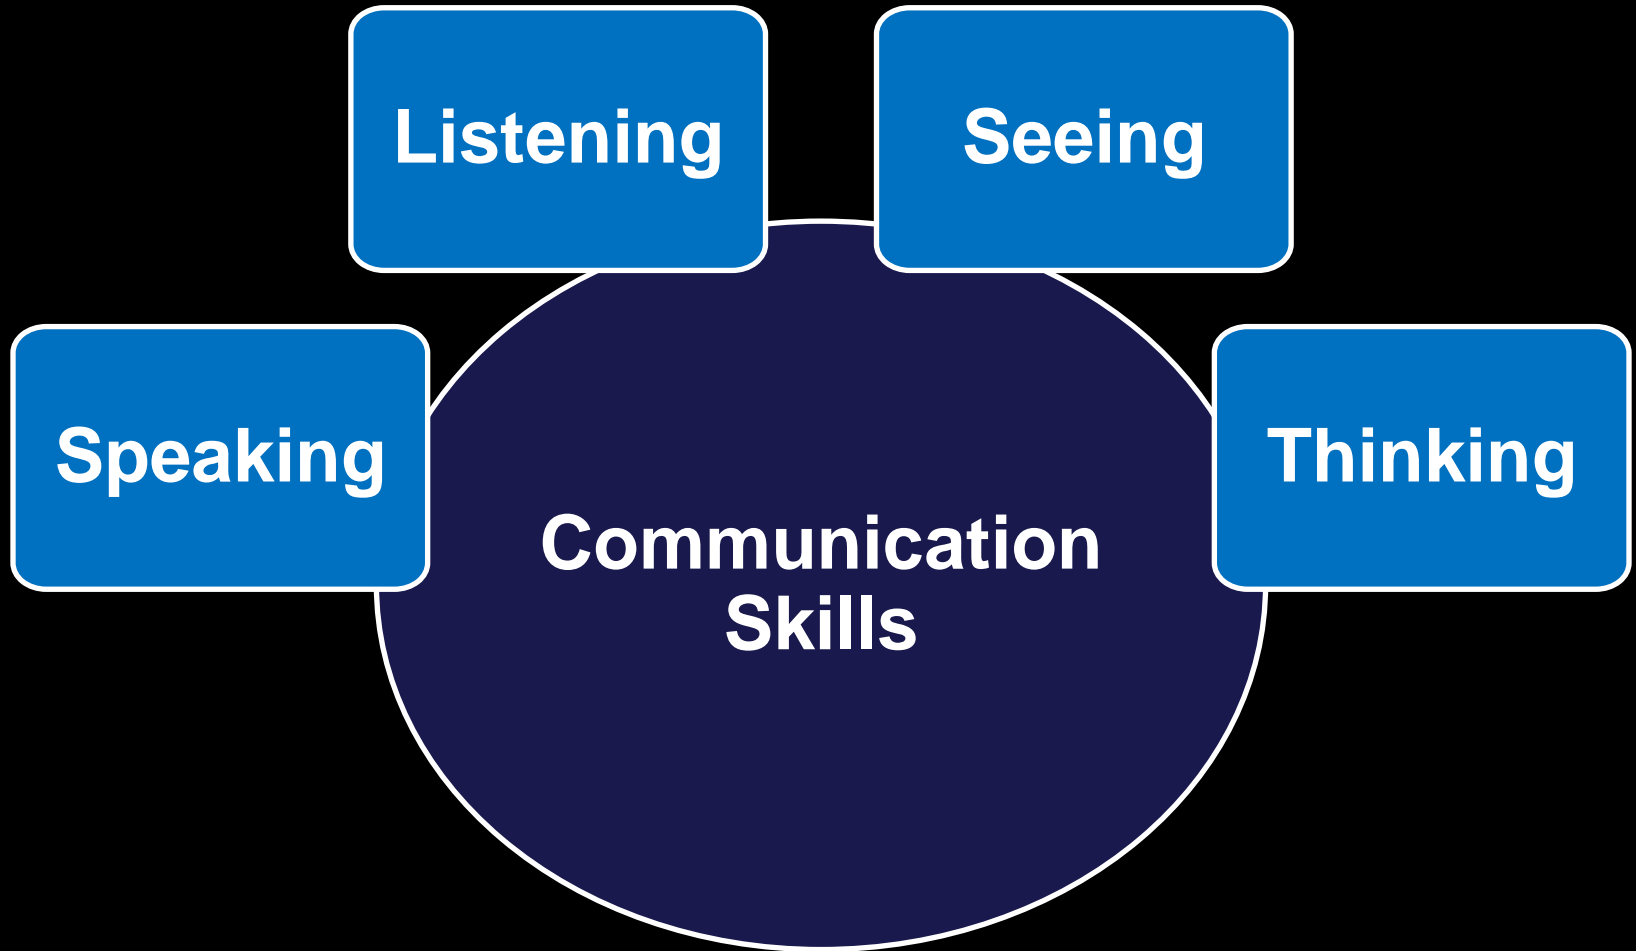 Listening
Seeing
Speaking
Thinking
Communication
Skills